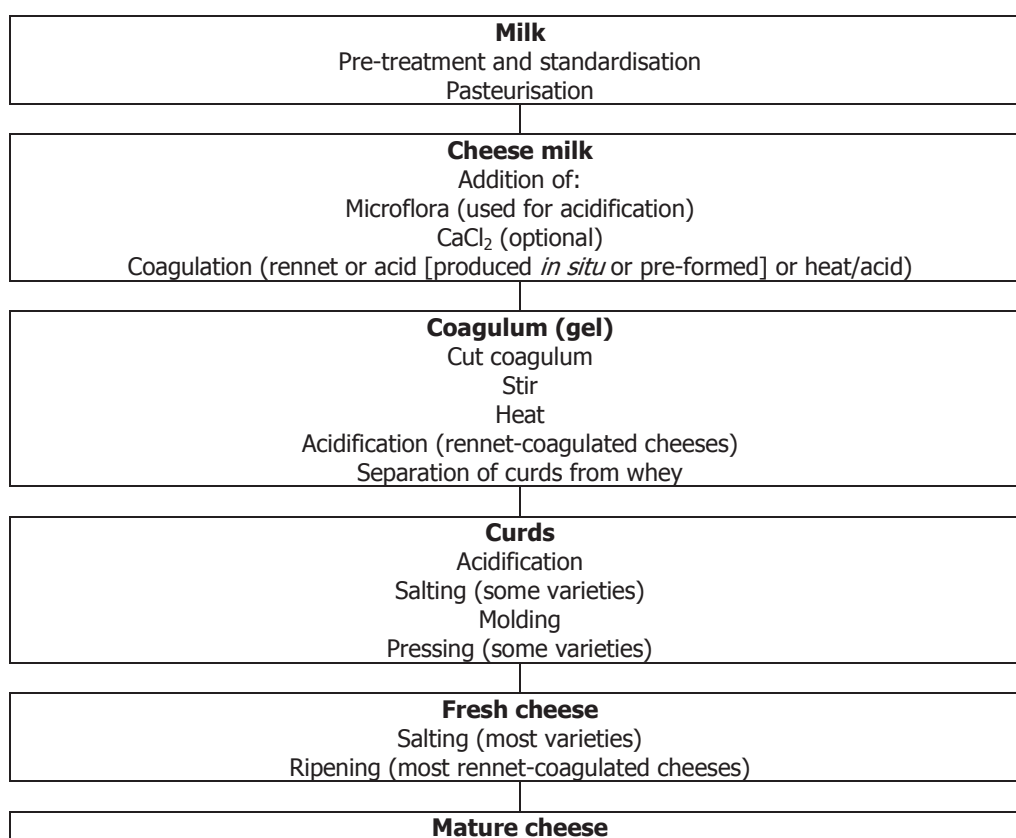 Milk
Pre-treatment and standardisation
Pasteurisation
Cheese milk
Addition of:
Microflora (used for acidification)
CaCl₂ (optional)
Coagulation (rennet or acid [produced in situ or pre-formed] or heat/acid)
Coagulum (gel)
Cut coagulum
Stir
Heat
Acidification (rennet-coagulated cheeses)
Separation of curds from whey
Curds
Acidification
Salting (some varieties)
Molding
Pressing (some varieties)
Fresh cheese
Salting (most varieties)
Ripening (most rennet-coagulated cheeses)
Mature cheese